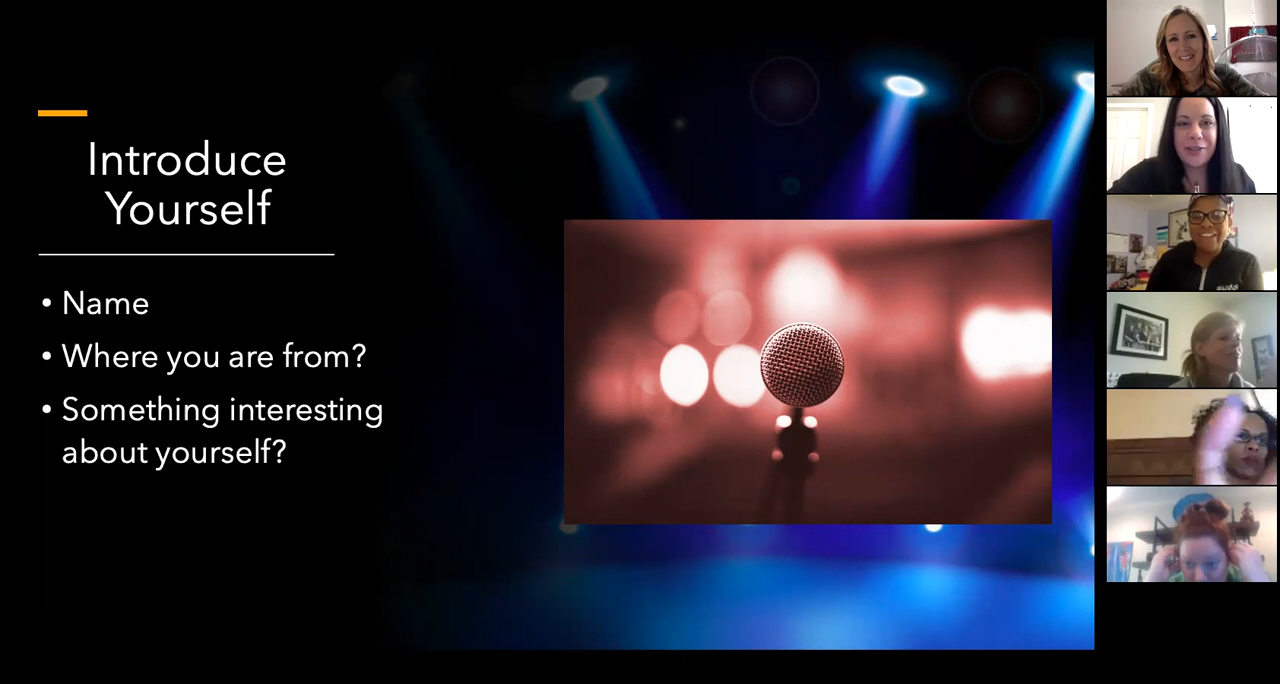 Introduce
Yourself
• Name
• Where you are from?
• Something interesting
about yourself?